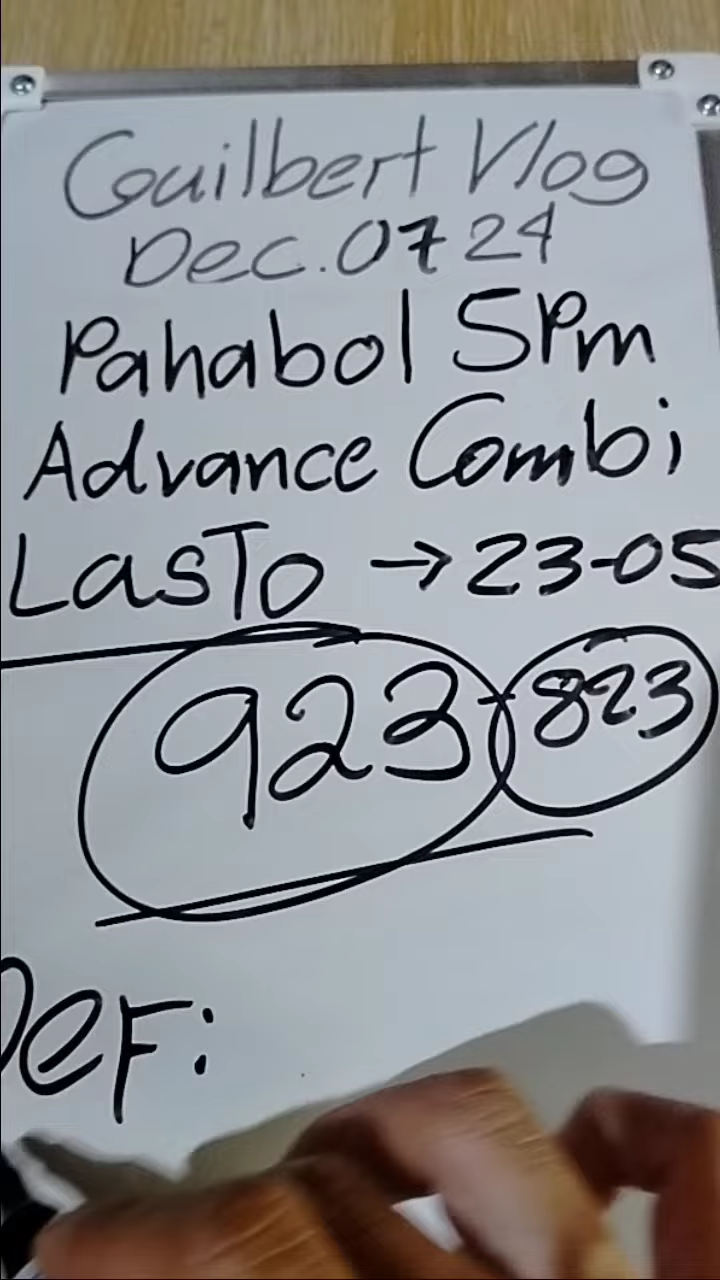 Guilbert Vlog
Dec. 07 24
Pahabol 5Pm
Advance Combi
LasTo → 23-05
923-823
DeF: